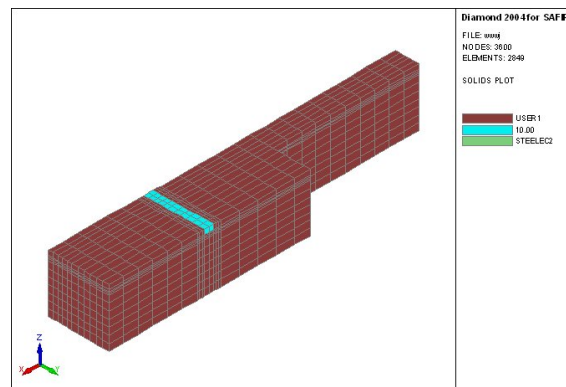 Diamond 2004 for SAFIR
FILE: wwj
NODES: 3600
ELEMENTS: 2849
SOLIDS PLOT
USER1
10.00
STEELEC2
Z
X
Y